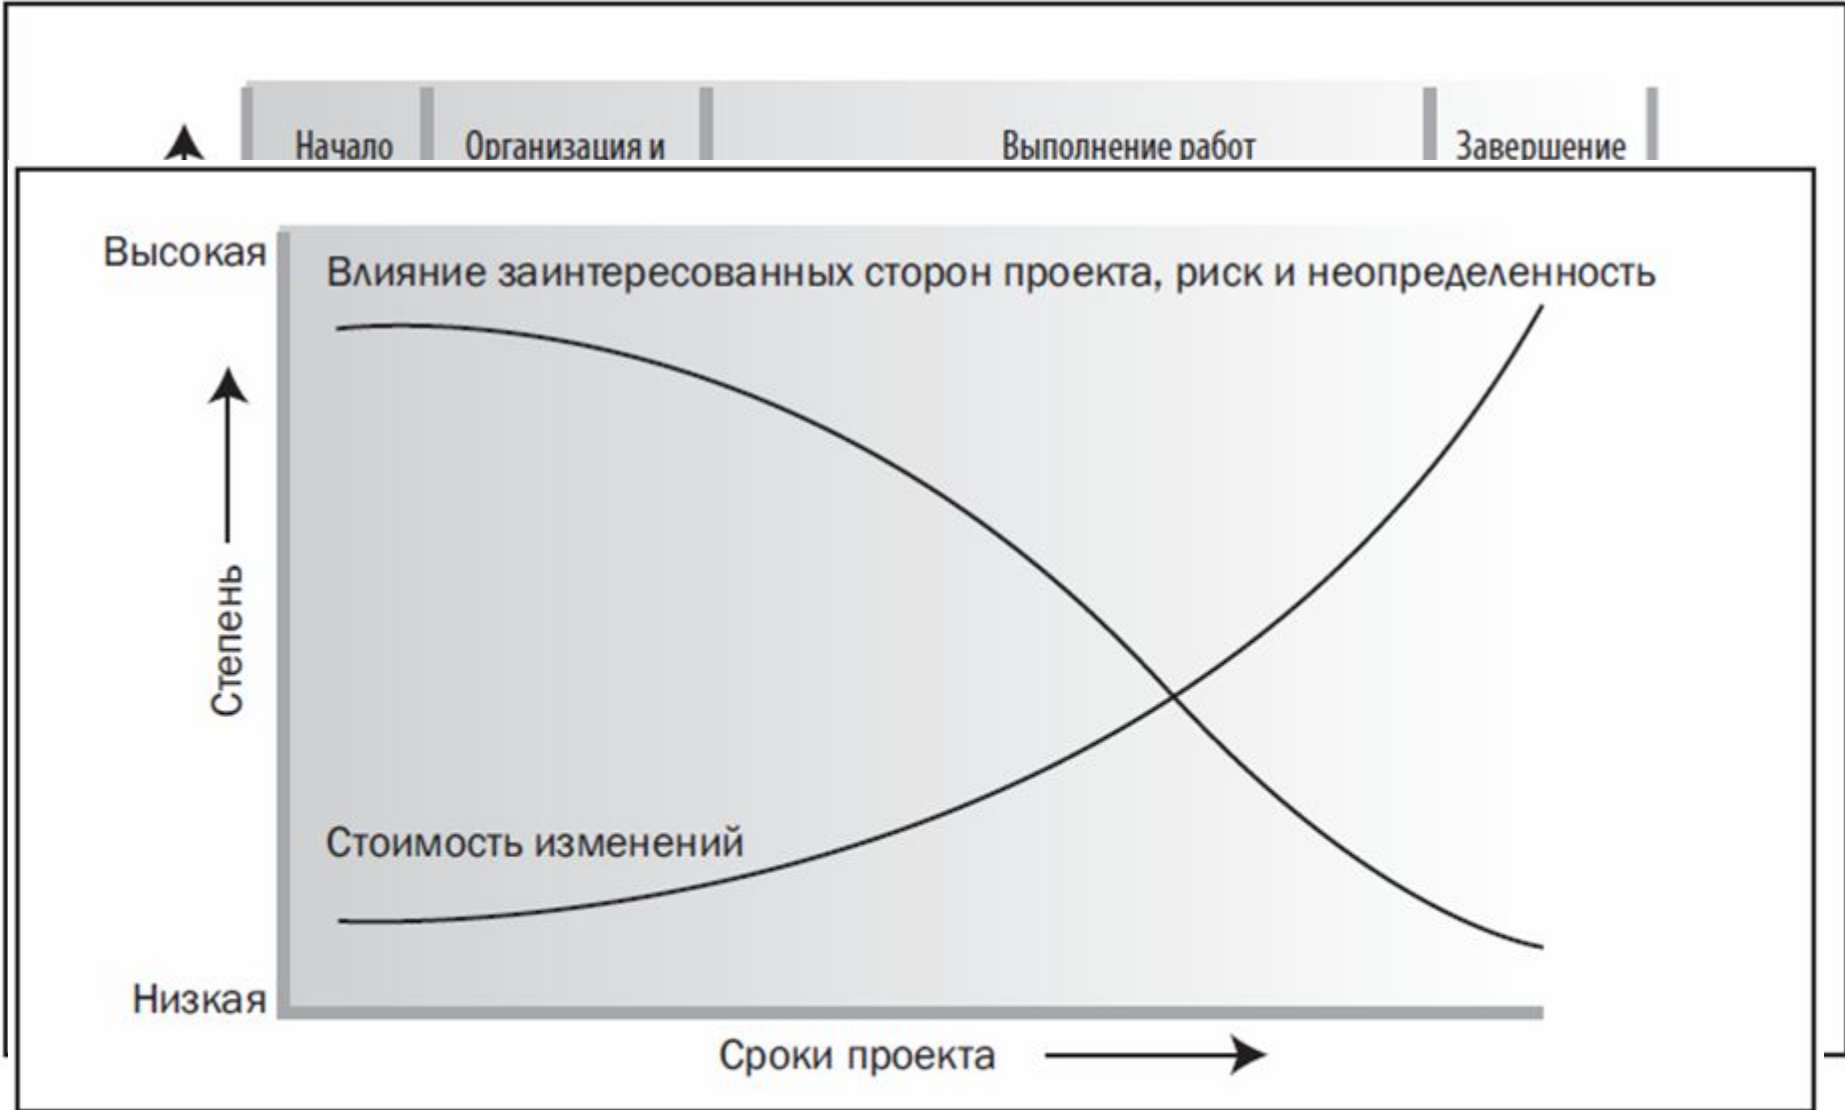 Начало
Организация и
Выполнение работ
Завершение
Высокая
Влияние заинтересованных сторон проекта, риск и неопределенность
Степень
Стоимость изменений
Низкая
Сроки проекта